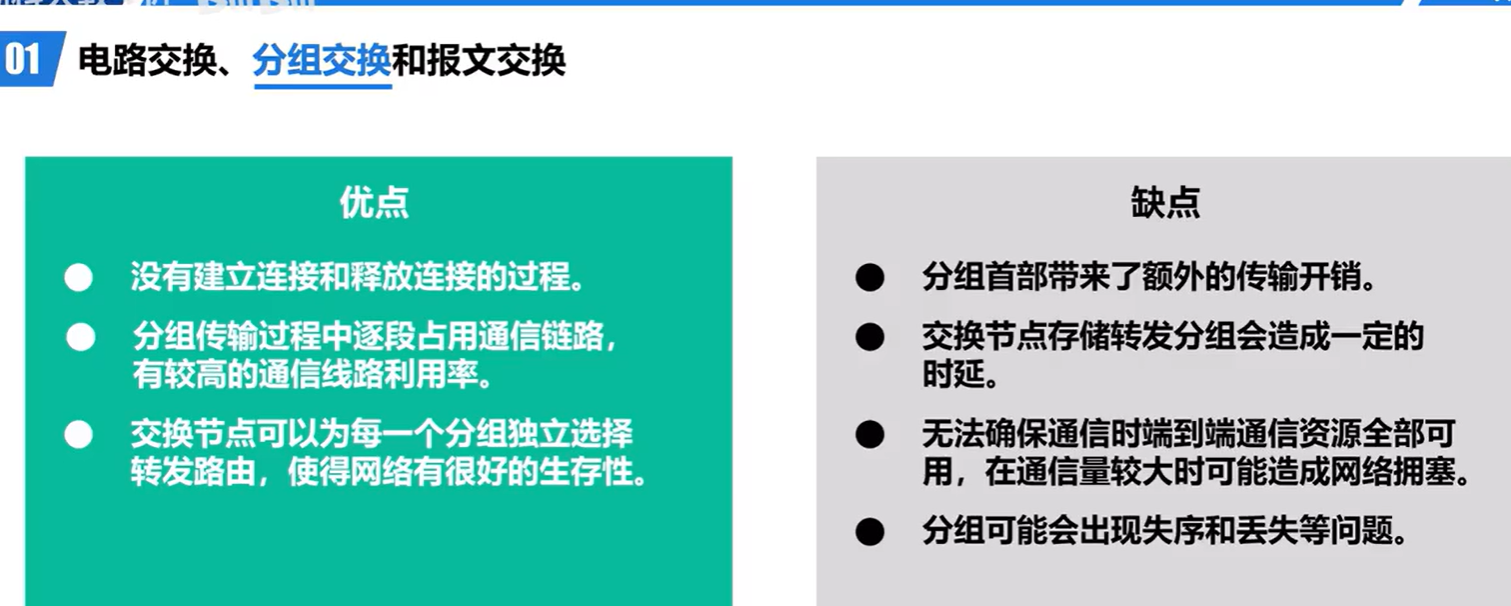 01 电路交换、分组交换和报文交换
优点
没有建立连接和释放连接的过程。
分组传输过程中逐段占用通信链路，
有较高的通信线路利用率。
交换节点可以为每一个分组独立选择
转发路由，使得网络有很好的生存性。
缺点
分组首部带来了额外的传输开销。
交换节点存储转发分组会造成一定的
时延。
无法确保通信时端到端通信资源全部可
用，在通信量较大时可能造成网络拥塞。
分组可能会出现失序和丢失等问题。